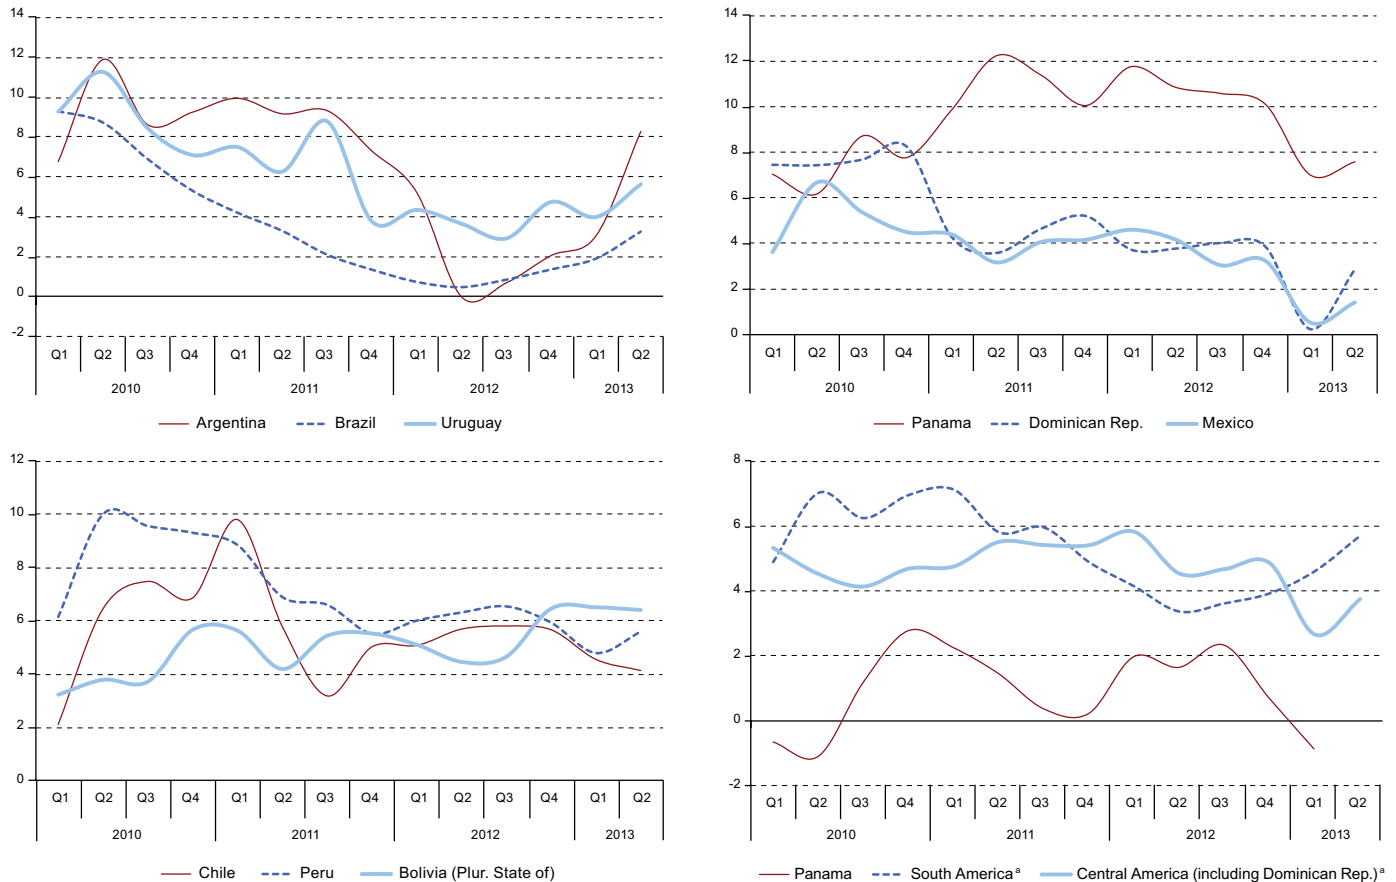 14
12
10
8
6
4
2
0
-2
Q1 Q2 Q3 Q4 Q1 Q2 Q3 Q4 Q1 Q2 Q3 Q4 Q1 Q2
2010 2011 2012 2013
Argentina Brazil Uruguay
14
12
10
8
6
4
2
0
Q1 Q2 Q3 Q4 Q1 Q2 Q3 Q4 Q1 Q2 Q3 Q4 Q1 Q2
2010 2011 2012 2013
Panama Dominican Rep. Mexico
12
10
8
6
4
2
0
Q1 Q2 Q3 Q4 Q1 Q2 Q3 Q4 Q1 Q2 Q3 Q4 Q1 Q2
2010 2011 2012 2013
Chile Peru Bolivia (Plur. State of)
8
6
4
2
0
-2
Q1 Q2 Q3 Q4 Q1 Q2 Q3 Q4 Q1 Q2 Q3 Q4 Q1 Q2
2010 2011 2012 2013
Panama South America a Central America (including Dominican Rep.) a